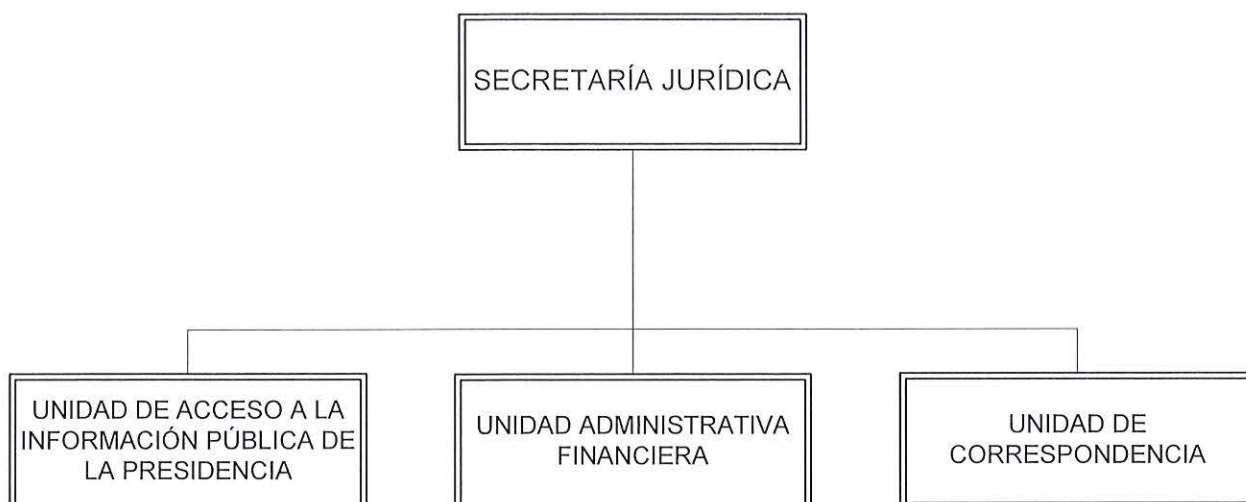 SECRETARÍA JURÍDICA
UNIDAD DE ACCESO A LA
INFORMACIÓN PÚBLICA DE
LA PRESIDENCIA
UNIDAD ADMINISTRATIVA
FINANCIERA
UNIDAD DE
CORRESPONDENCIA